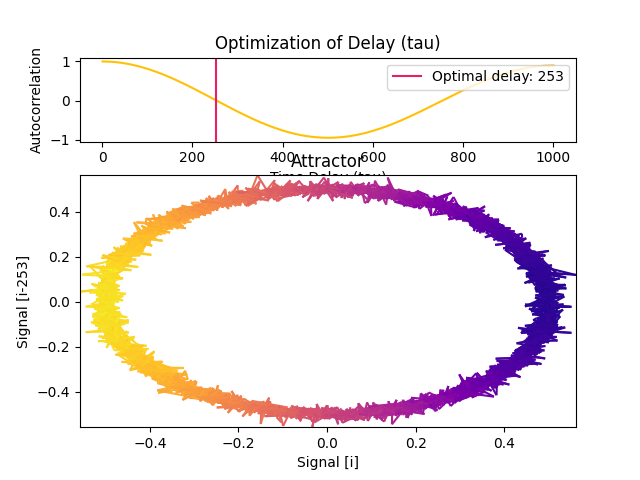 Optimization of Delay (tau)
Autocorrelation
1
0
−1
Optimal delay: 253
0 200 400 600 800 1000
Time Delay (tau)
Attractor
Signal [i-253]
0.4
0.2
0.0
−0.2
−0.4
−0.4 −0.2 0.0 0.2 0.4
Signal [i]